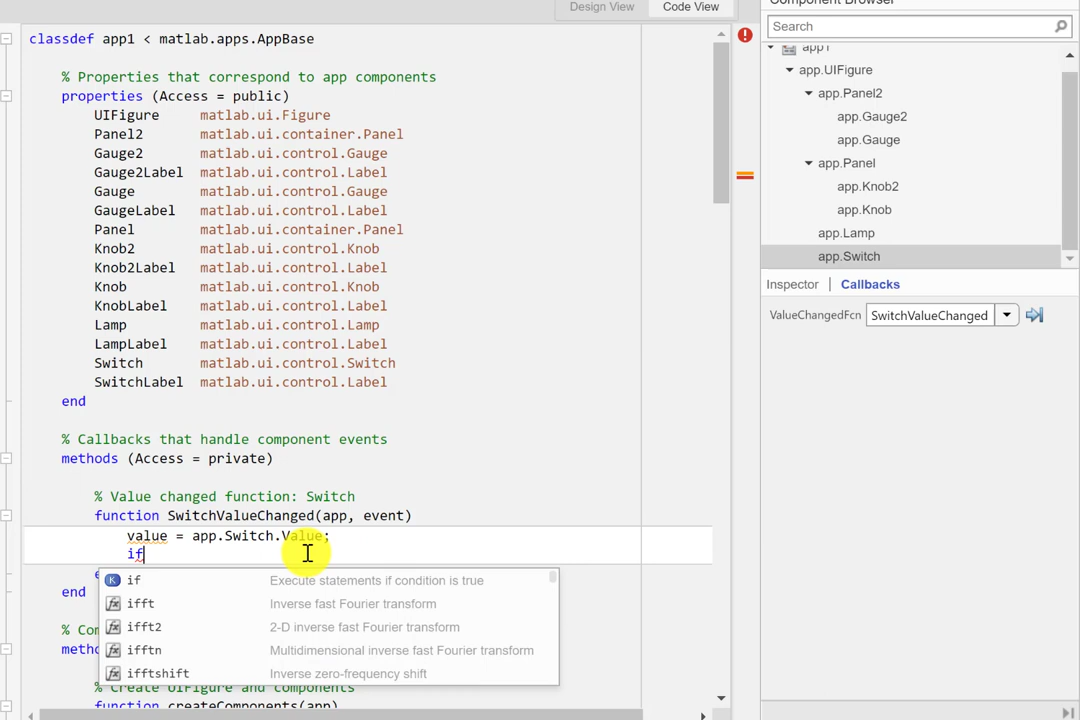 Design View
Code View
classdef app1 < matlab.apps.AppBase
% Properties that correspond to app components
properties (Access = public)
UIFigure matlab.ui.Figure
Panel2 matlab.ui.container.Panel
Gauge2 matlab.ui.control.Gauge
Gauge2Label matlab.ui.control.Label
Gauge matlab.ui.control.Gauge
GaugeLabel matlab.ui.control.Label
Panel matlab.ui.container.Panel
Knob2 matlab.ui.control.Knob
Knob2Label matlab.ui.control.Label
Knob matlab.ui.control.Knob
KnobLabel matlab.ui.control.Label
Lamp matlab.ui.control.Lamp
LampLabel matlab.ui.control.Label
Switch matlab.ui.control.Switch
SwitchLabel matlab.ui.control.Label
end
% Callbacks that handle component events
methods (Access = private)
% Value changed function: Switch
function SwitchValueChanged(app, event)
value = app.Switch.Value;
if
if Execute statements if condition is true
ifft Inverse fast Fourier transform
ifft2 2-D inverse fast Fourier transform
ifftn Multidimensional inverse fast Fourier transform
ifftshift Inverse zero-frequency shift
end
% Create UIFigure and components
function createComponents(app)
Component Browser
Search
app1
app.UIFigure
app.Panel2
app.Gauge2
app.Gauge
app.Panel
app.Knob2
app.Knob
app.Lamp
app.Switch
Inspector | Callbacks
ValueChangedFcn SwitchValueChanged